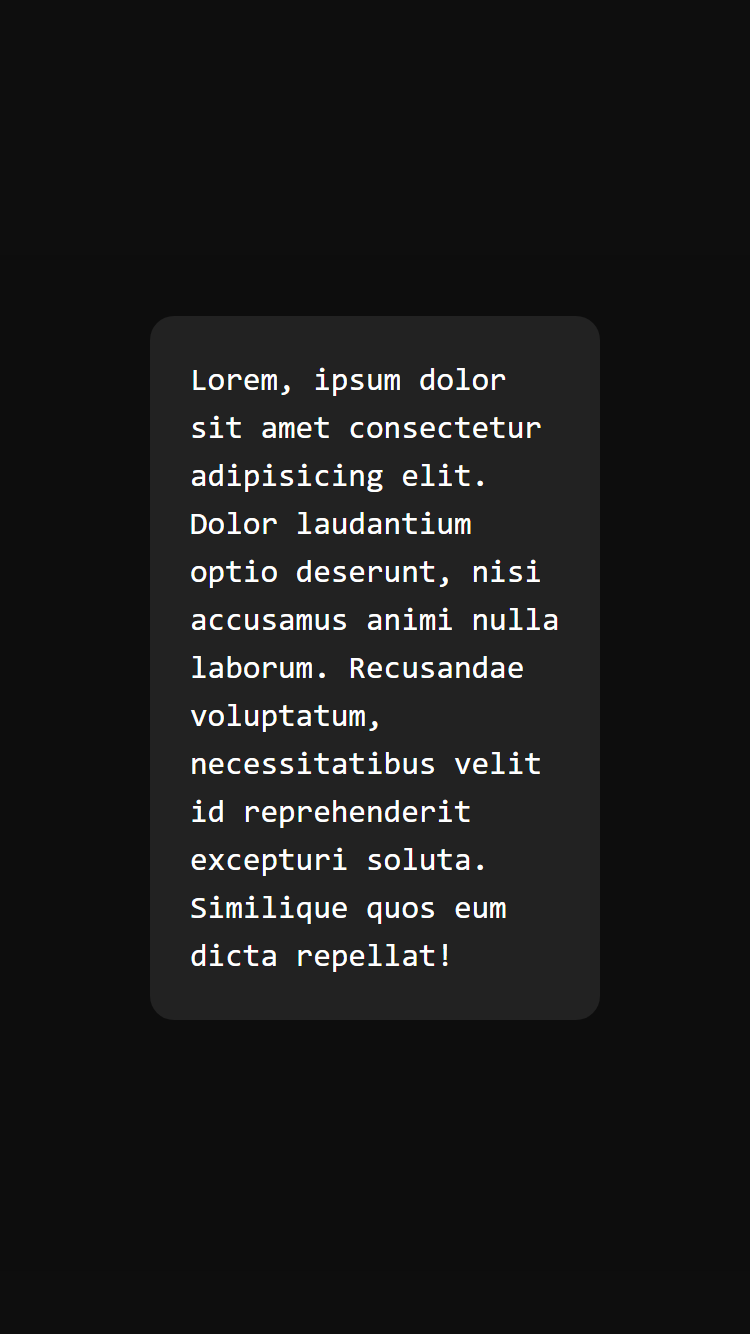 Lorem, ipsum dolor
sit amet consectetur
adipisicing elit.
Dolor laudantium
optio deserunt, nisi
accusamus animi nulla
laborum. Recusandae
voluptatum,
necessitatibus velit
id reprehenderit
excepturi soluta.
Similique quos eum
dicta repellat!